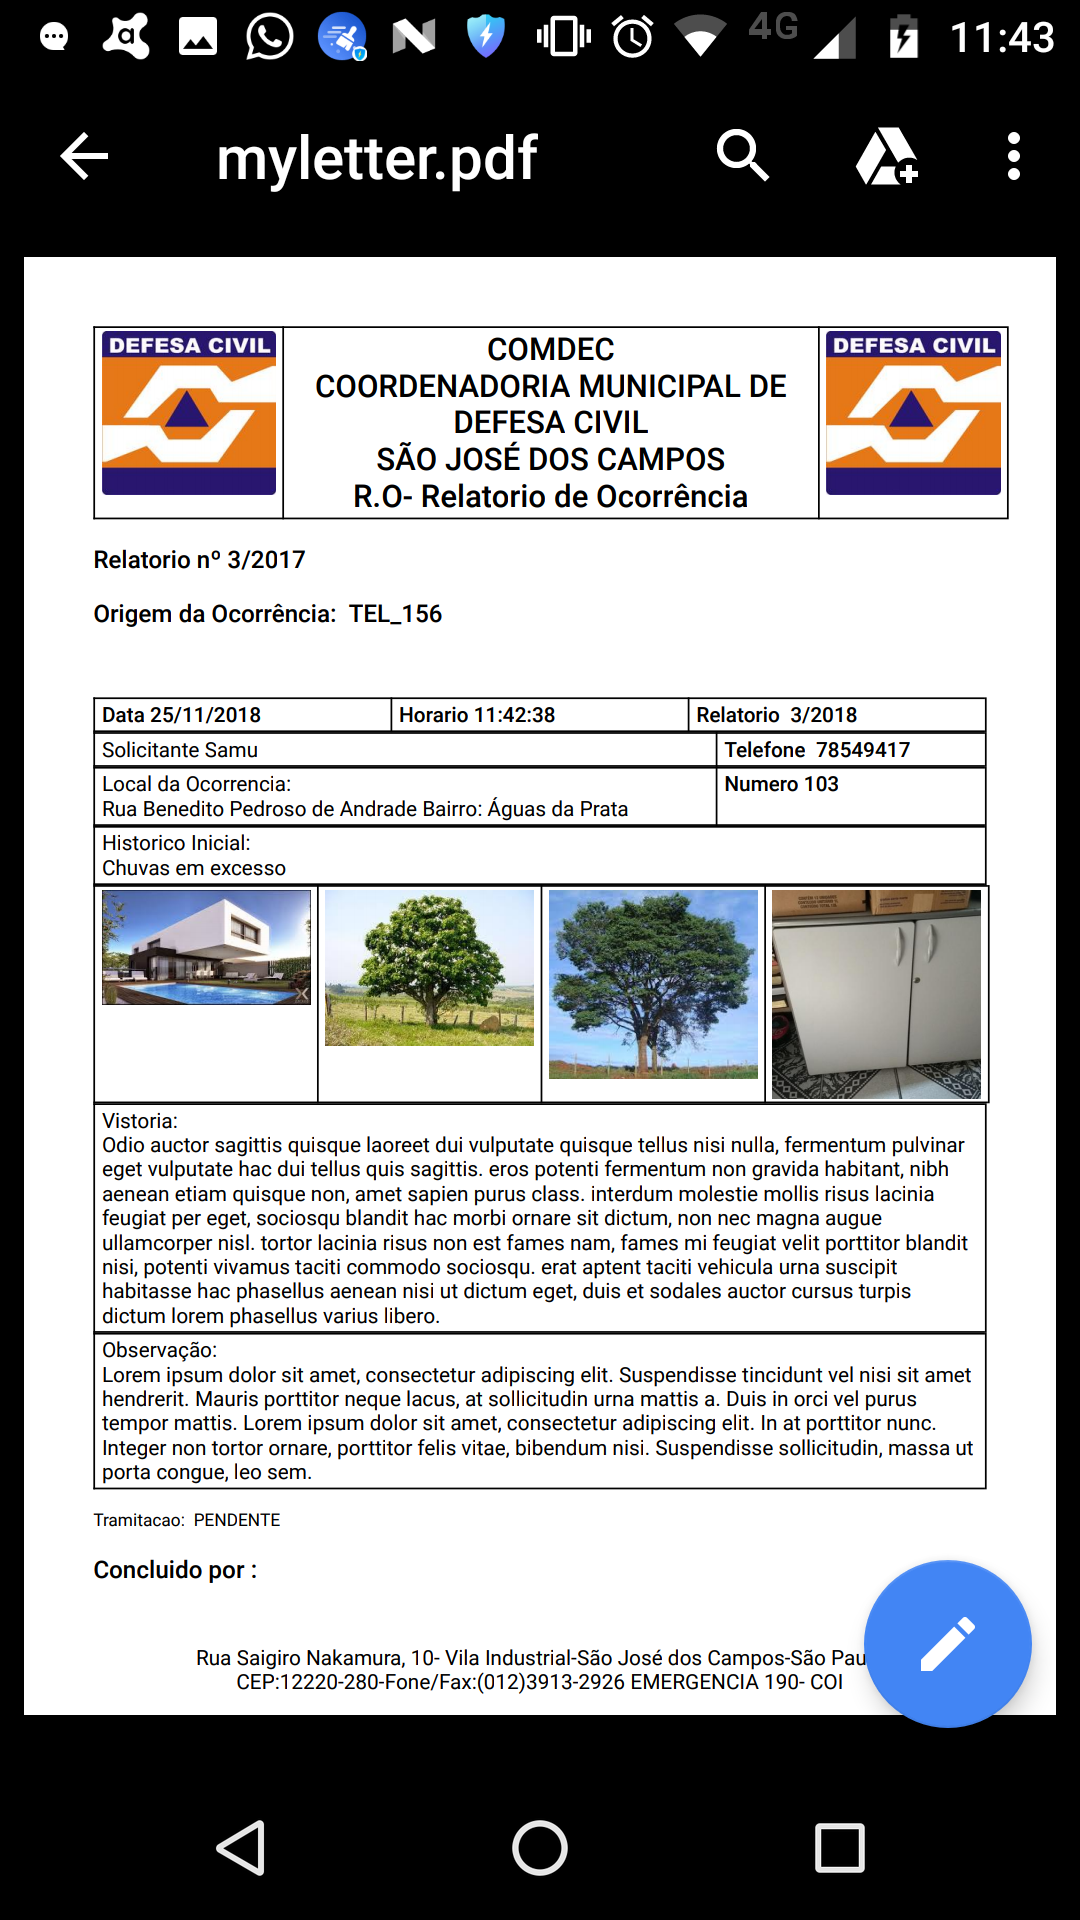 4G 11:43
myletter.pdf
DEFESA CIVIL
COMDEC
COORDENADORIA MUNICIPAL DE
DEFESA CIVIL
SÃO JOSÉ DOS CAMPOS
R.O- Relatorio de Ocorrência
DEFESA CIVIL
Relatorio nº 3/2017
Origem da Ocorrência: TEL_156
Data 25/11/2018 Horario 11:42:38 Relatorio 3/2018
Solicitante Samu Telefone 78549417
Local da Ocorrencia: Numero 103
Rua Benedito Pedroso de Andrade Bairro: Águas da Prata
Historico Inicial:
Chuvas em excesso
Vistoria:
Odio auctor sagittis quisque laoreet dui vulputate quisque tellus nisi nulla, fermentum pulvinar
eget vulputate hac dui tellus quis sagittis. eros potenti fermentum non gravida habitant, nibh
aenean etiam quisque non, amet sapien purus class. interdum molestie mollis risus lacinia
feugiat per eget, sociosqu blandit hac morbi ornare sit dictum, non nec magna augue
ullamcorper nisl. tortor lacinia risus non est fames nam, fames mi feugiat velit porttitor blandit
nisi, potenti vivamus taciti commodo sociosqu. erat aptent taciti vehicula urna suscipit
habitasse hac phasellus aenean nisi ut dictum eget, duis et sodales auctor cursus turpis
dictum lorem phasellus varius libero.
Observação:
Lorem ipsum dolor sit amet, consectetur adipiscing elit. Suspendisse tincidunt vel nisi sit amet
hendrerit. Mauris porttitor neque lacus, at sollicitudin urna mattis a. Duis in orci vel purus
tempor mattis. Lorem ipsum dolor sit amet, consectetur adipiscing elit. In at porttitor nunc.
Integer non tortor ornare, porttitor felis vitae, bibendum nisi. Suspendisse sollicitudin, massa ut
porta congue, leo sem.
Tramitacao: PENDENTE
Concluido por :
Rua Saigiro Nakamura, 10- Vila Industrial-São José dos Campos-São Pau
CEP:12220-280-Fone/Fax:(012)3913-2926 EMERGENCIA 190- COI